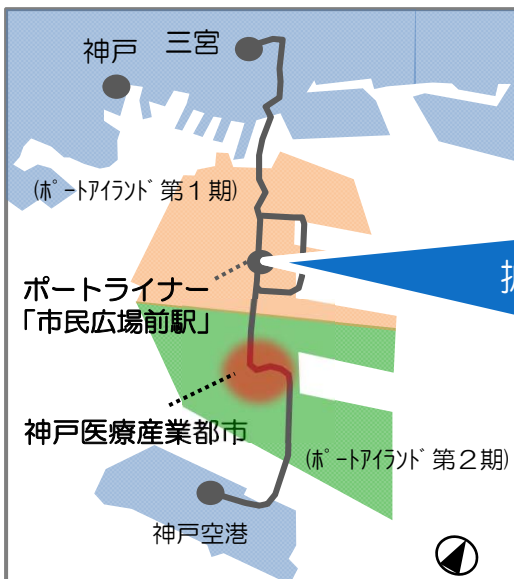 三宮
神戸
(ﾎﾟｰﾄｱｲﾗﾝﾄﾞ第１期)
ポートライナー
「市民広場前駅」
神戸医療産業都市
(ﾎﾟｰﾄｱｲﾗﾝﾄﾞ第２期)
神戸空港